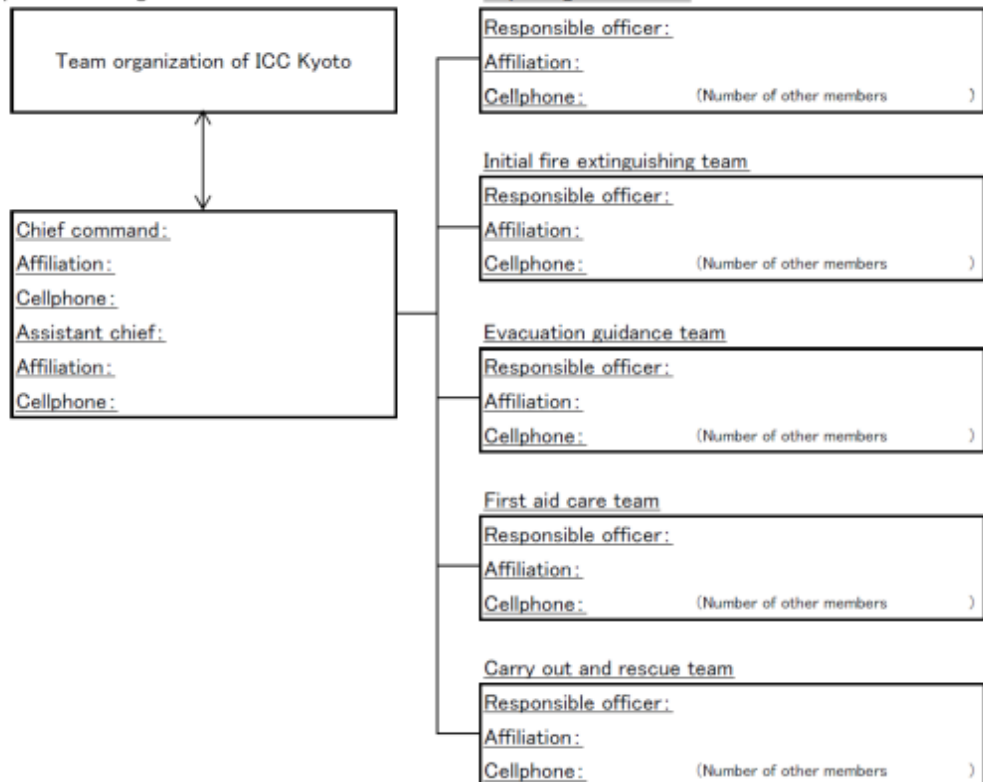 Team organization of ICC Kyoto
Chief command:
Affiliation:
Cellphone:
Assistant chief:
Affiliation:
Cellphone:
Responsible officer:
Affiliation:
Cellphone: (Number of other members )
Initial fire extinguishing team
Responsible officer:
Affiliation:
Cellphone: (Number of other members )
Evacuation guidance team
Responsible officer:
Affiliation:
Cellphone: (Number of other members )
First aid care team
Responsible officer:
Affiliation:
Cellphone: (Number of other members )
Carry out and rescue team
Responsible officer:
Affiliation:
Cellphone: (Number of other members )